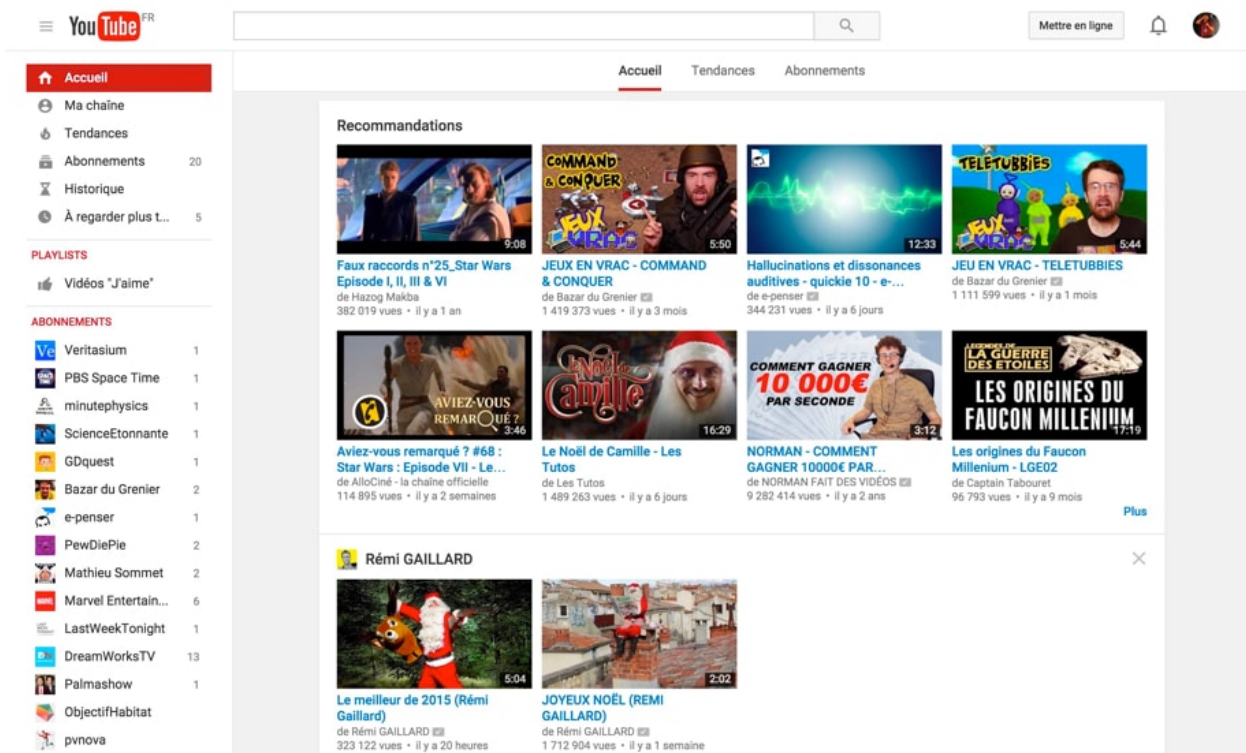 YouTube FR
Mettre en ligne
Accueil
Ma chaîne
Tendances
Abonnements 20
Historique
À regarder plus t... 5
PLAYLISTS
Vidéos "J'aime"
ABONNEMENTS
Veritasium 1
PBS Space Time 1
minutephysics 1
ScienceEtonnante 1
GDquest 1
Bazar du Grenier 2
e-penser 1
PewDiePie 2
Mathieu Sommet 2
Marvel Entertain... 6
LastWeekTonight 1
DreamWorksTV 13
Palmashow 1
ObjectifHabitat
pvnova
Accueil Tendances Abonnements
Recommandations
9:08
Faux raccords n°25_Star Wars
Episode I, II, III & VI
de Hazog Makba
382 019 vues • il y a 1 an
COMMAND
& CONQUER
JEUX
VRAC
5:50
JEUX EN VRAC - COMMAND
& CONQUER
de Bazar du Grenier
1 419 373 vues • il y a 3 mois
12:33
Hallucinations et dissonances
auditives - quickie 10 - e-...
de e-penser
344 231 vues • il y a 6 jours
TELETUBBIES
JEUX
VRAC
5:44
JEU EN VRAC - TELETUBBIES
de Bazar du Grenier
1 111 599 vues • il y a 1 mois
AVIEZ-VOUS
REMARQUÉ ?
3:46
Aviez-vous remarqué ? #68 :
Star Wars : Episode VII - Le...
de AlloCiné - la chaîne officielle
114 895 vues • il y a 2 semaines
Le Noël de
Camille
16:29
Le Noël de Camille - Les
Tutos
de Les Tutos
1 489 263 vues • il y a 6 jours
COMMENT GAGNER
10 000€
PAR SECONDE
3:12
NORMAN - COMMENT
GAGNER 10000€ PAR...
de NORMAN FAIT DES VIDÉOS
9 282 414 vues • il y a 2 ans
LEGENDES DE
LA GUERRE
DES ETOILES
LES ORIGINES DU
FAUCON MILLENIUM
17:19
Les origines du Faucon
Millenium - LGE02
de Captain Tabouret
96 793 vues • il y a 9 mois
Plus
Rémi GAILLARD
5:04
Le meilleur de 2015 (Rémi
Gaillard)
de Rémi GAILLARD
323 122 vues • il y a 20 heures
2:02
JOYEUX NOËL (REMI
GAILLARD)
de Rémi GAILLARD
1 712 904 vues • il y a 1 semaine